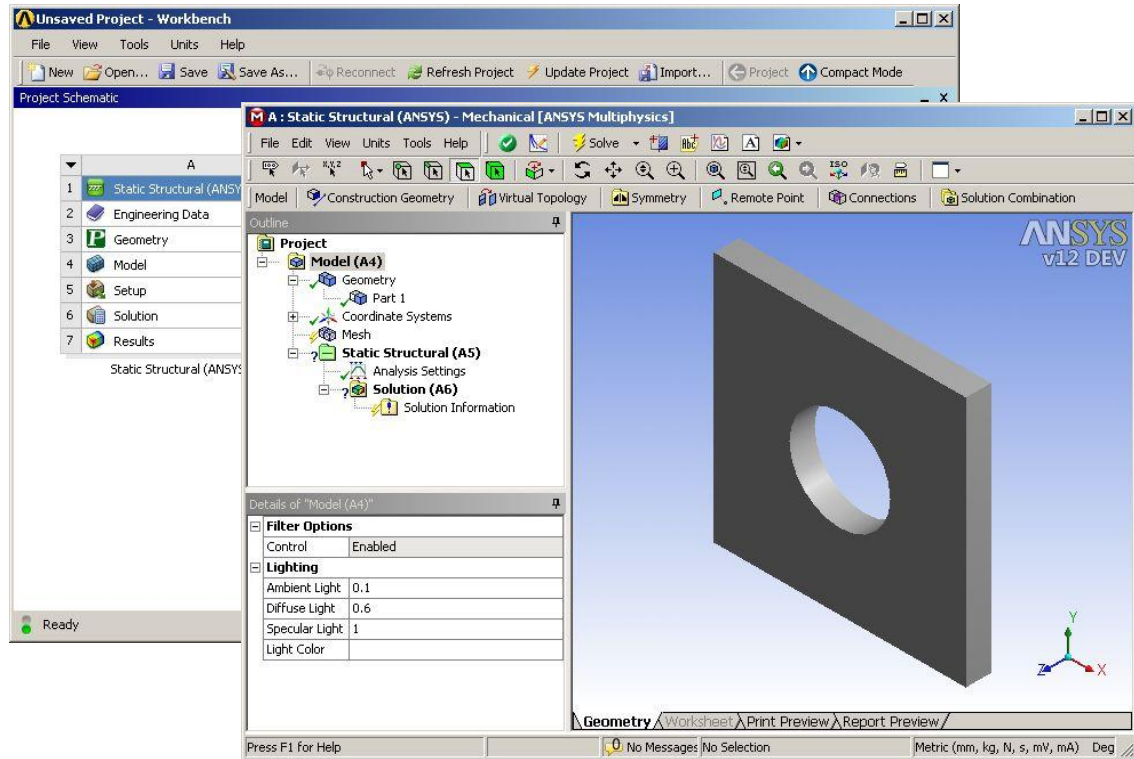 Unsaved Project - Workbench
File View Tools Units Help
New Open... Save Save As... Reconnect Refresh Project Update Project Import... Project Compact Mode
Project Schematic
A
1 Static Structural (ANSY
2 Engineering Data
3 Geometry
4 Model
5 Setup
6 Solution
7 Results
Static Structural (ANSYS
Ready
A : Static Structural (ANSYS) - Mechanical [ANSYS Multiphysics]
File Edit View Units Tools Help Solve
Model Construction Geometry Virtual Topology Symmetry Remote Point Connections Solution Combination
Outline
Project
Model (A4)
Geometry
Part 1
Coordinate Systems
Mesh
Static Structural (A5)
Analysis Settings
Solution (A6)
Solution Information
Details of "Model (A4)"
Filter Options
Control Enabled
Lighting
Ambient Light 0.1
Diffuse Light 0.6
Specular Light 1
Light Color
ANSYS
v12 DEV
Y
Z X
Geometry Worksheet Print Preview Report Preview
Press F1 for Help 0 No Messages No Selection Metric (mm, kg, N, s, mV, mA) Deg